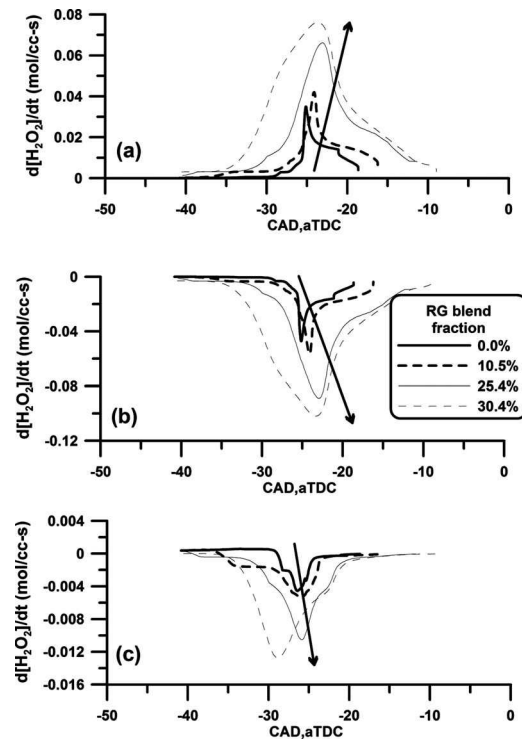 0.08
0.06
0.04
0.02
0
d[H₂O₂]/dt (mol/cc-s)
(a)
-50 -40 -30 -20 -10 0
CAD,aTDC
0
-0.04
-0.08
-0.12
d[H₂O₂]/dt (mol/cc-s)
(b)
RG blend
fraction
0.0%
10.5%
25.4%
30.4%
-50 -40 -30 -20 -10 0
CAD,aTDC
0.004
0
-0.004
-0.008
-0.012
-0.016
d[H₂O₂]/dt (mol/cc-s)
(c)
-50 -40 -30 -20 -10 0
CAD,aTDC